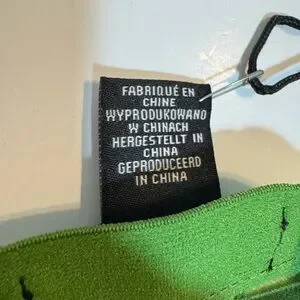 FABRIQUÉ EN
CHINE
WYPRODUKOWANO
W CHINACH
HERGESTELLT IN
CHINA
GEPRODUCEERD
IN CHINA